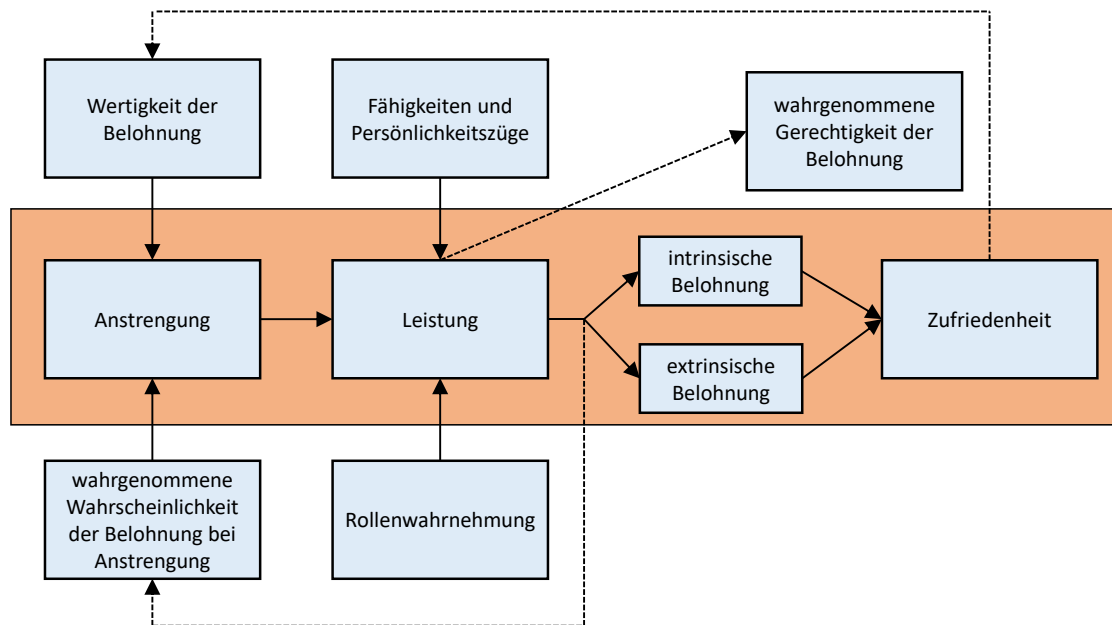 Wertigkeit der
Belohnung
Fähigkeiten und
Persönlichkeitszüge
wahrgenommene
Gerechtigkeit der
Belohnung
Anstrengung
Leistung
intrinsische
Belohnung
extrinsische
Belohnung
Zufriedenheit
wahrgenommene
Wahrscheinlichkeit
der Belohnung bei
Anstrengung
Rollenwahrnehmung